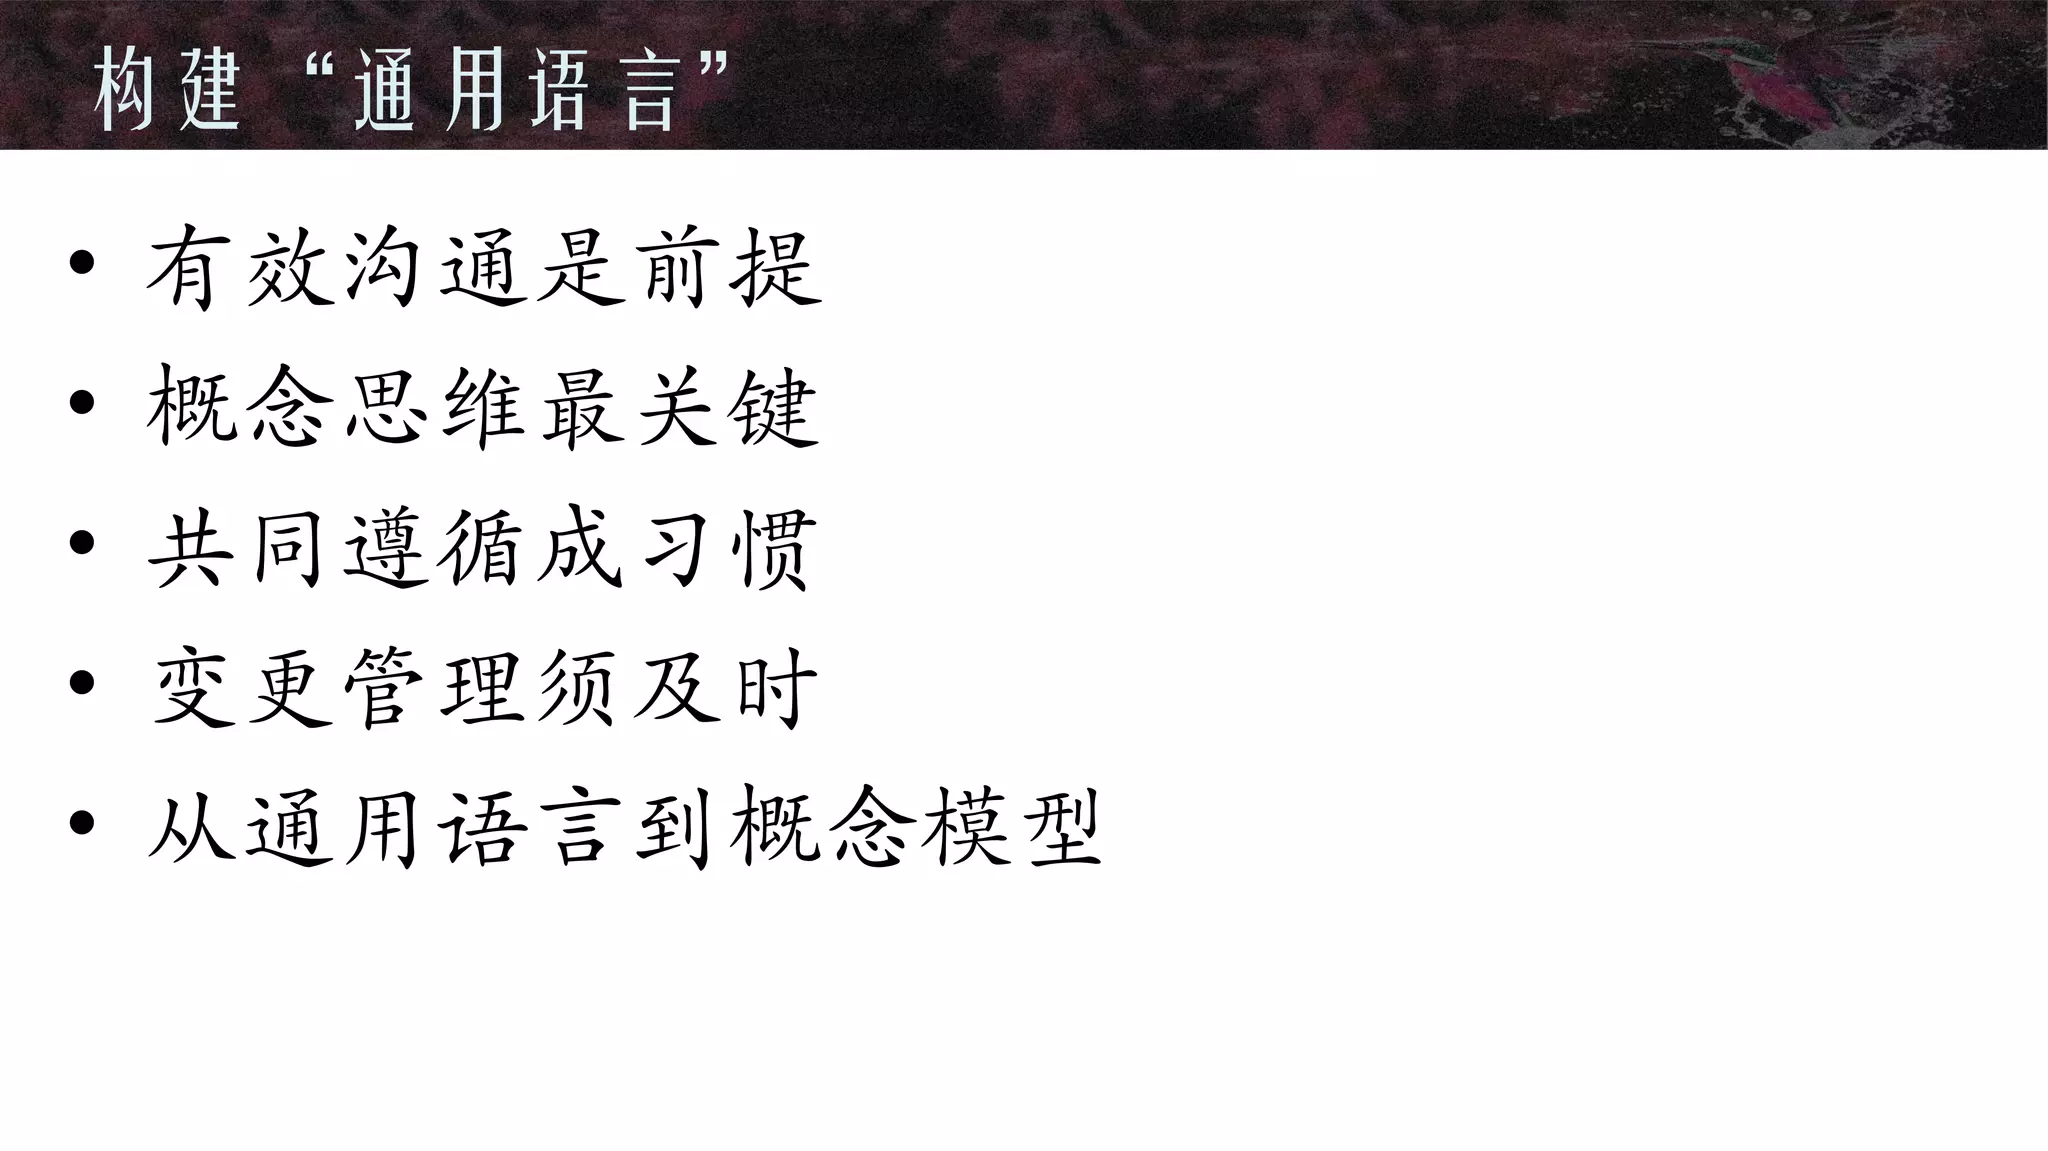 构建“通用语言”
• 有效沟通是前提
• 概念思维最关键
• 共同遵循成习惯
• 变更管理须及时
• 从通用语言到概念模型